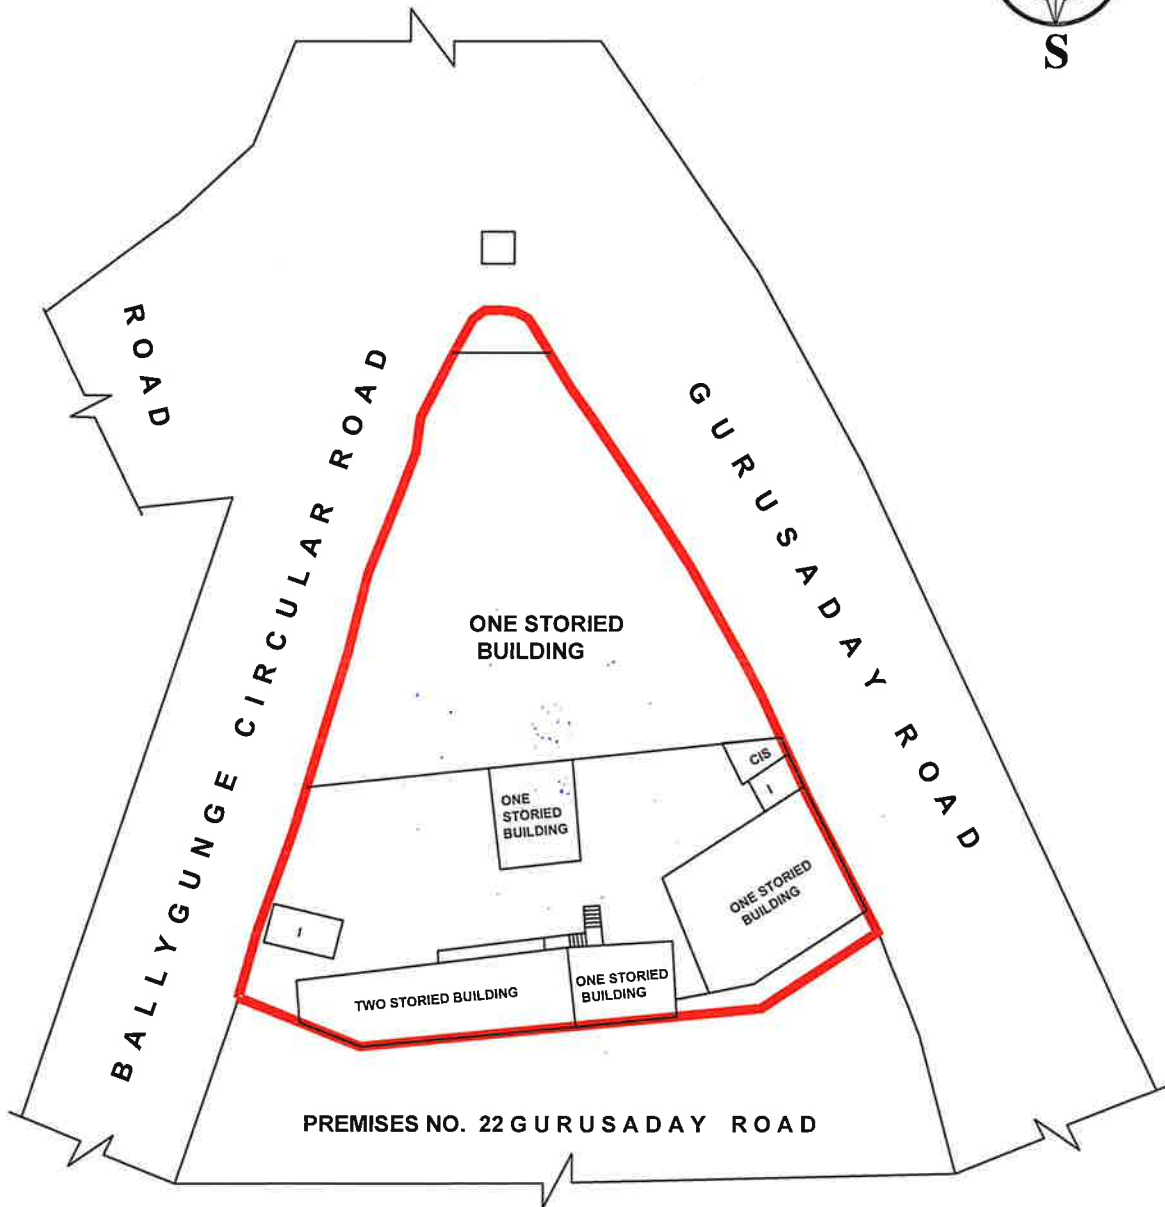 S
ROAD
BALLYGUNGE CIRCULAR ROAD
GURUSADAY ROAD
ONE STORIED
BUILDING
CIS
I
ONE
STORIED
BUILDING
ONE STORIED
BUILDING
I
TWO STORIED BUILDING
ONE STORIED
BUILDING
PREMISES NO. 22 GURUSADAY ROAD